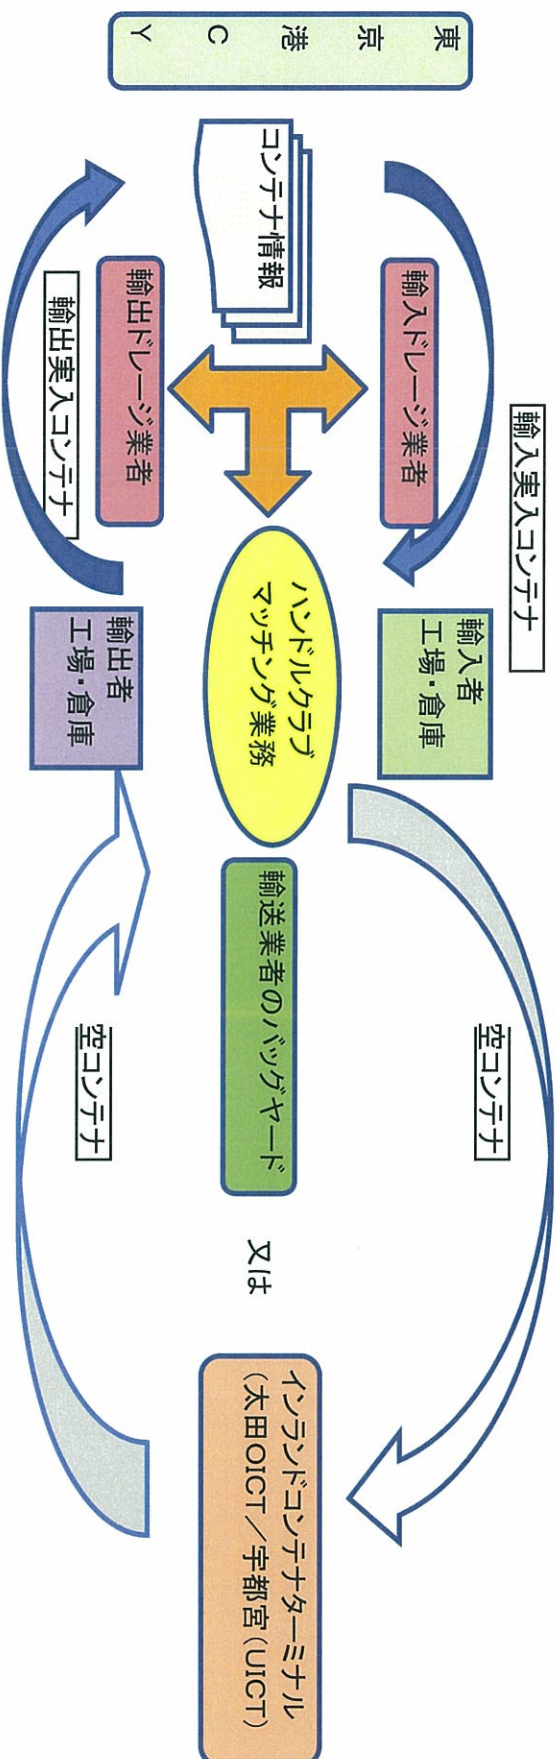 東京港CY
コンテナ情報
輸入ドレージ業者
輸出ドレージ業者
輸入実入コンテナ
輸出実入コンテナ
ハンドルクラブ
マッチング業務
輸入者
工場・倉庫
輸出者
工場・倉庫
輸送業者のバッグヤード
空コンテナ
空コンテナ
又は
インランドコンテナターミナル
(太田OICT/宇都宮(UICT)